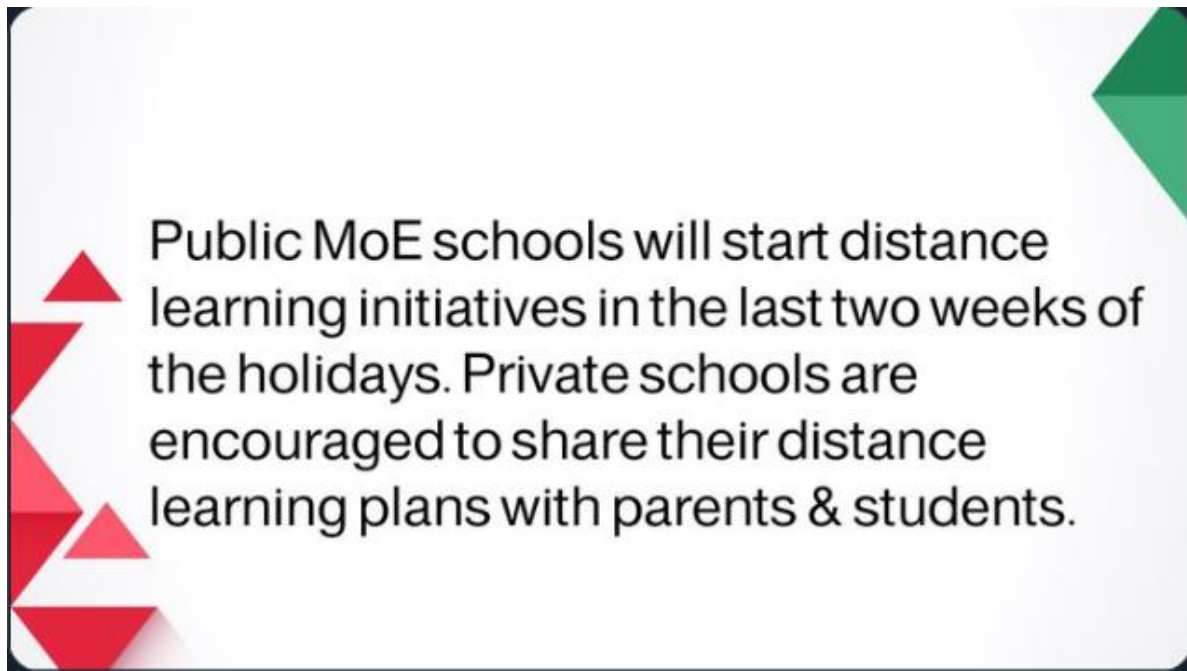 Public MoE schools will start distance
learning initiatives in the last two weeks of
the holidays. Private schools are
encouraged to share their distance
learning plans with parents & students.